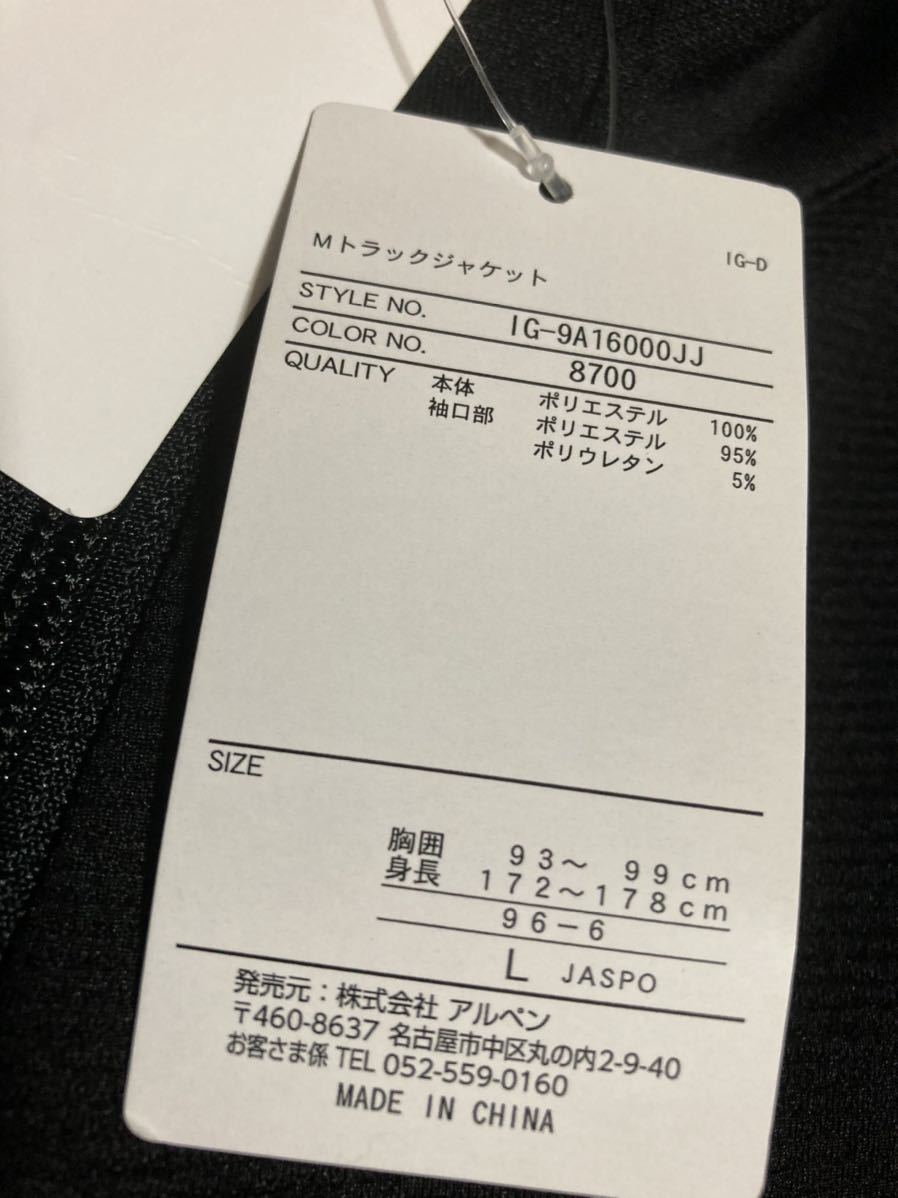 Mトラックジャケット IG-D
STYLE NO. IG-9A16000JJ
COLOR NO. 8700
QUALITY 本体 ポリエステル 100%
袖口部 ポリエステル 95%
ポリウレタン 5%
SIZE
胸囲 93〜 99cm
身長 172〜178cm
96-6
L JASPO
発売元:株式会社 アルペン
〒460-8637 名古屋市中区丸の内2-9-40
お客さま係 TEL 052-559-0160
MADE IN CHINA